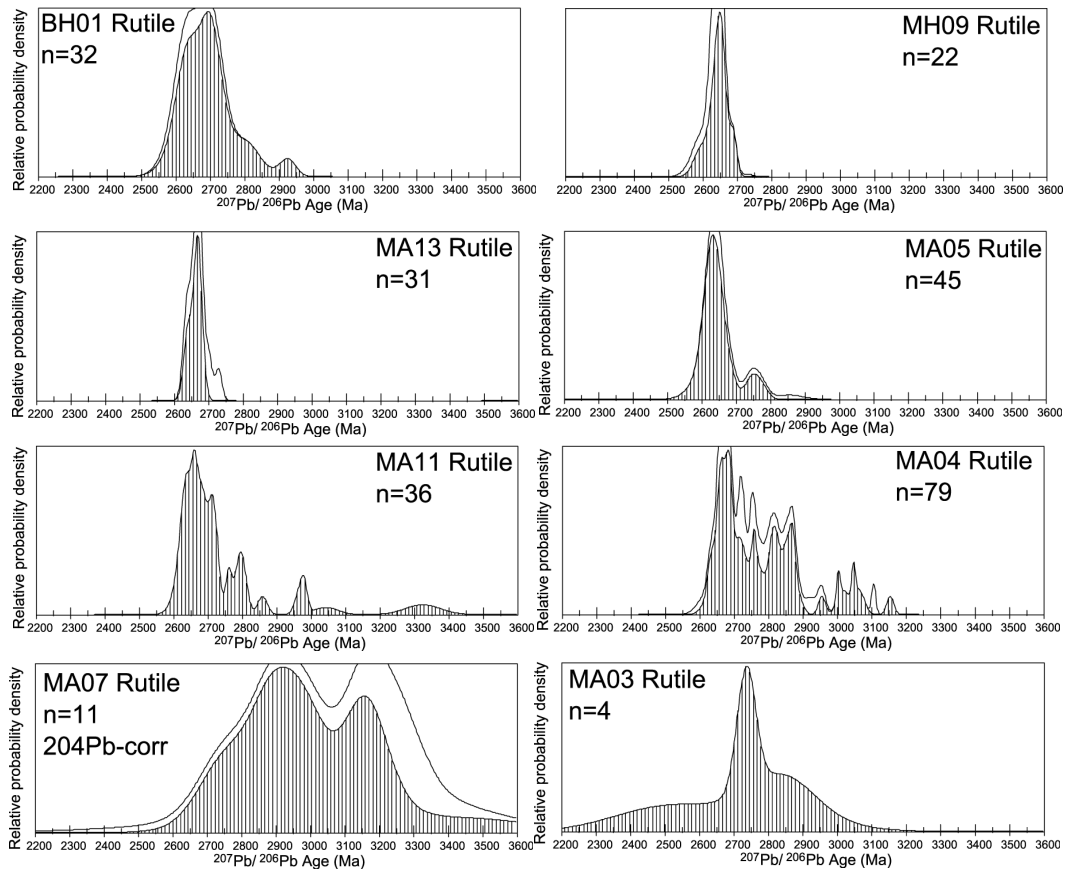 BH01 Rutile
n=32
Relative probability density
2200 2300 2400 2500 2600 2700 2800 2900 3000 3100 3200 3300 3400 3500 3600
207Pb/ 206Pb Age (Ma)
MH09 Rutile
n=22
Relative probability density
2200 2300 2400 2500 2600 2700 2800 2900 3000 3100 3200 3300 3400 3500 3600
207Pb/ 206Pb Age (Ma)
MA13 Rutile
n=31
Relative probability density
2200 2300 2400 2500 2600 2700 2800 2900 3000 3100 3200 3300 3400 3500 3600
207Pb/ 206Pb Age (Ma)
MA05 Rutile
n=45
Relative probability density
2200 2300 2400 2500 2600 2700 2800 2900 3000 3100 3200 3300 3400 3500 3600
207Pb/ 206Pb Age (Ma)
MA11 Rutile
n=36
Relative probability density
2200 2300 2400 2500 2600 2700 2800 2900 3000 3100 3200 3300 3400 3500 3600
207Pb/ 206Pb Age (Ma)
MA04 Rutile
n=79
Relative probability density
2200 2300 2400 2500 2600 2700 2800 2900 3000 3100 3200 3300 3400 3500 3600
207Pb/ 206Pb Age (Ma)
MA07 Rutile
n=11
204Pb-corr
Relative probability density
2200 2300 2400 2500 2600 2700 2800 2900 3000 3100 3200 3300 3400 3500 3600
207Pb/ 206Pb Age (Ma)
MA03 Rutile
n=4
Relative probability density
2200 2300 2400 2500 2600 2700 2800 2900 3000 3100 3200 3300 3400 3500 3600
207Pb/ 206Pb Age (Ma)